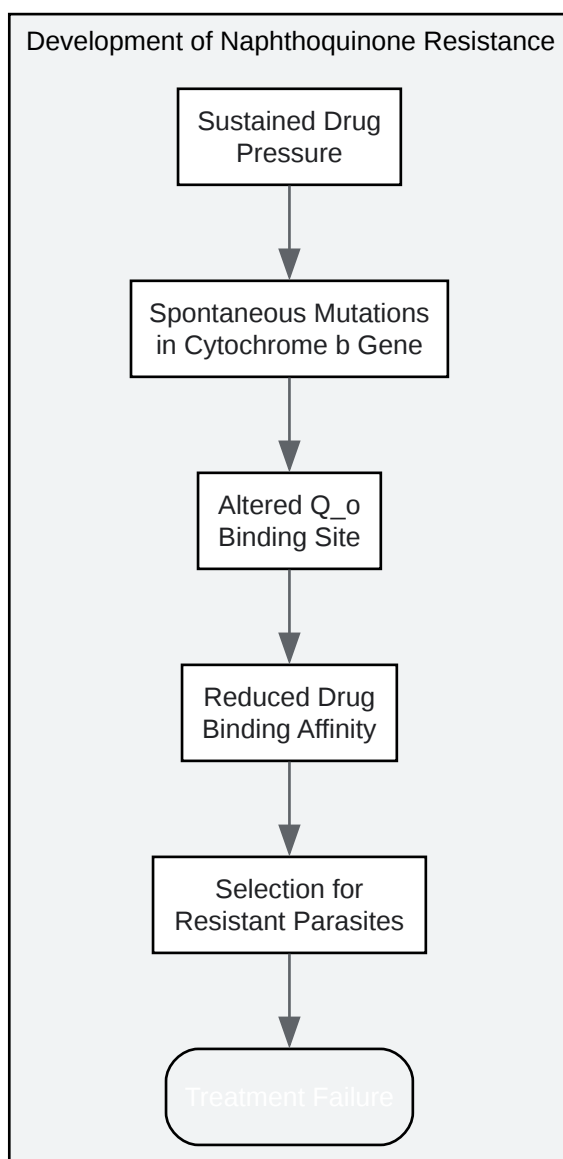 Development of Naphthoquinone Resistance
Sustained Drug
Pressure
Spontaneous Mutations
in Cytochrome b Gene
Altered Q_o
Binding Site
Reduced Drug
Binding Affinity
Selection for
Resistant Parasites
Treatment Failure